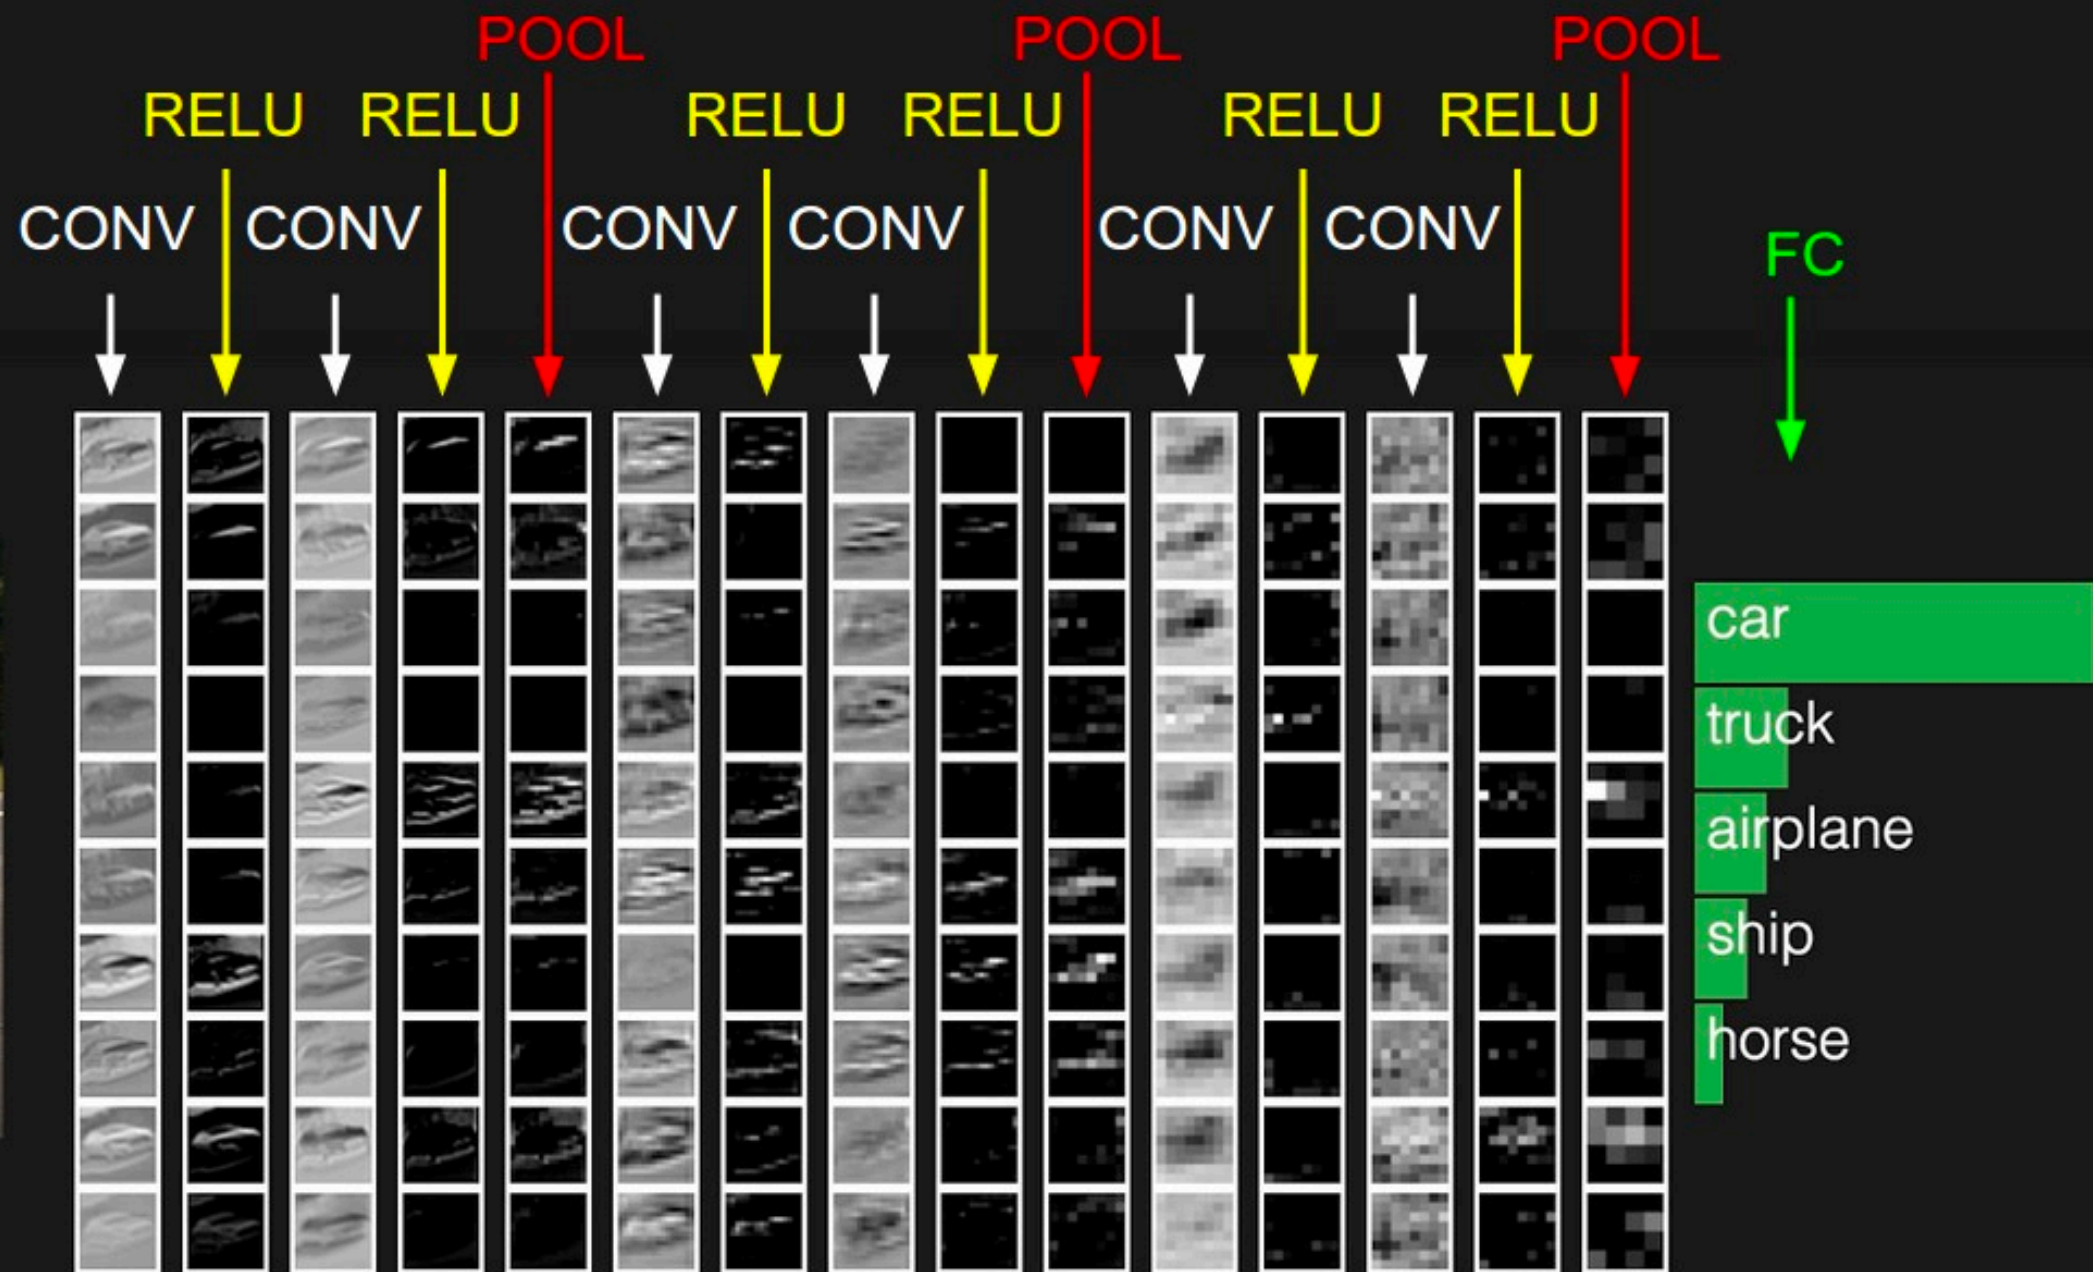 POOL POOL POOL
RELU RELU RELU RELU RELU RELU
CONV CONV CONV CONV CONV CONV
FC
car
truck
airplane
ship
horse